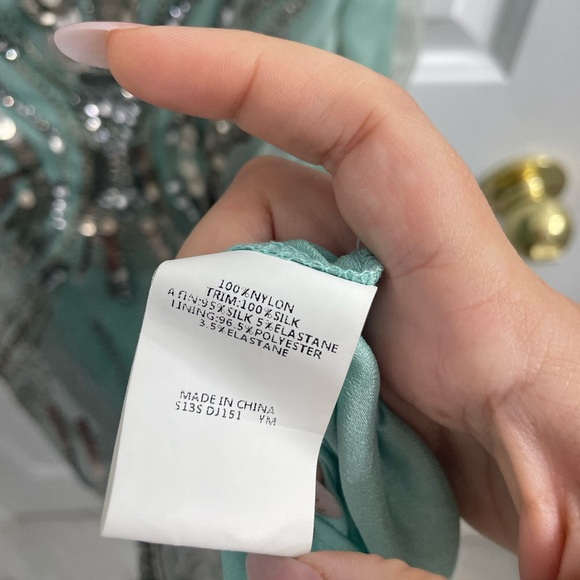 100%NYLON
TRIM:100%SILK
95%SILK 5%ELASTANE
LINING:96.5%POLYESTER
3.5%ELASTANE
MADE IN CHINA
S13S DJ151 YM